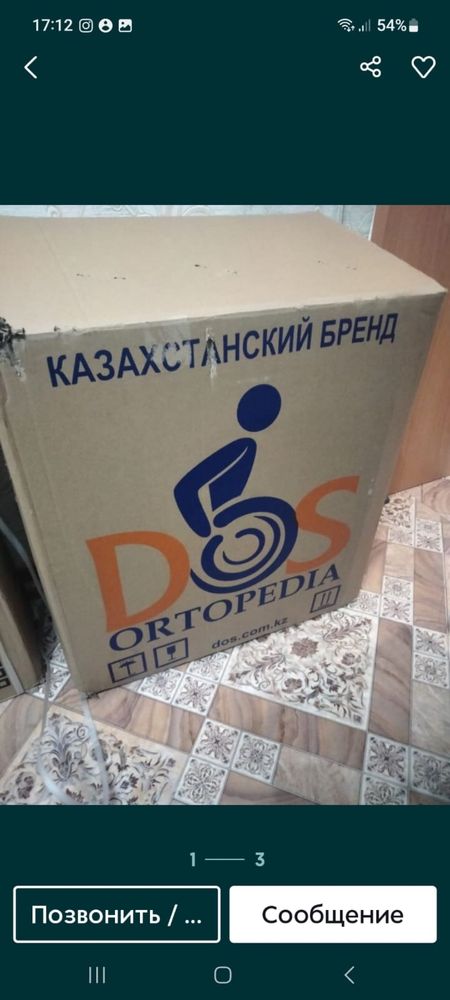 17:12
54%
КАЗАХСТАНСКИЙ БРЕНД
DOS
ORTOPEDIA
dos.com.kz
1 — 3
Позвонить / ...
Сообщение